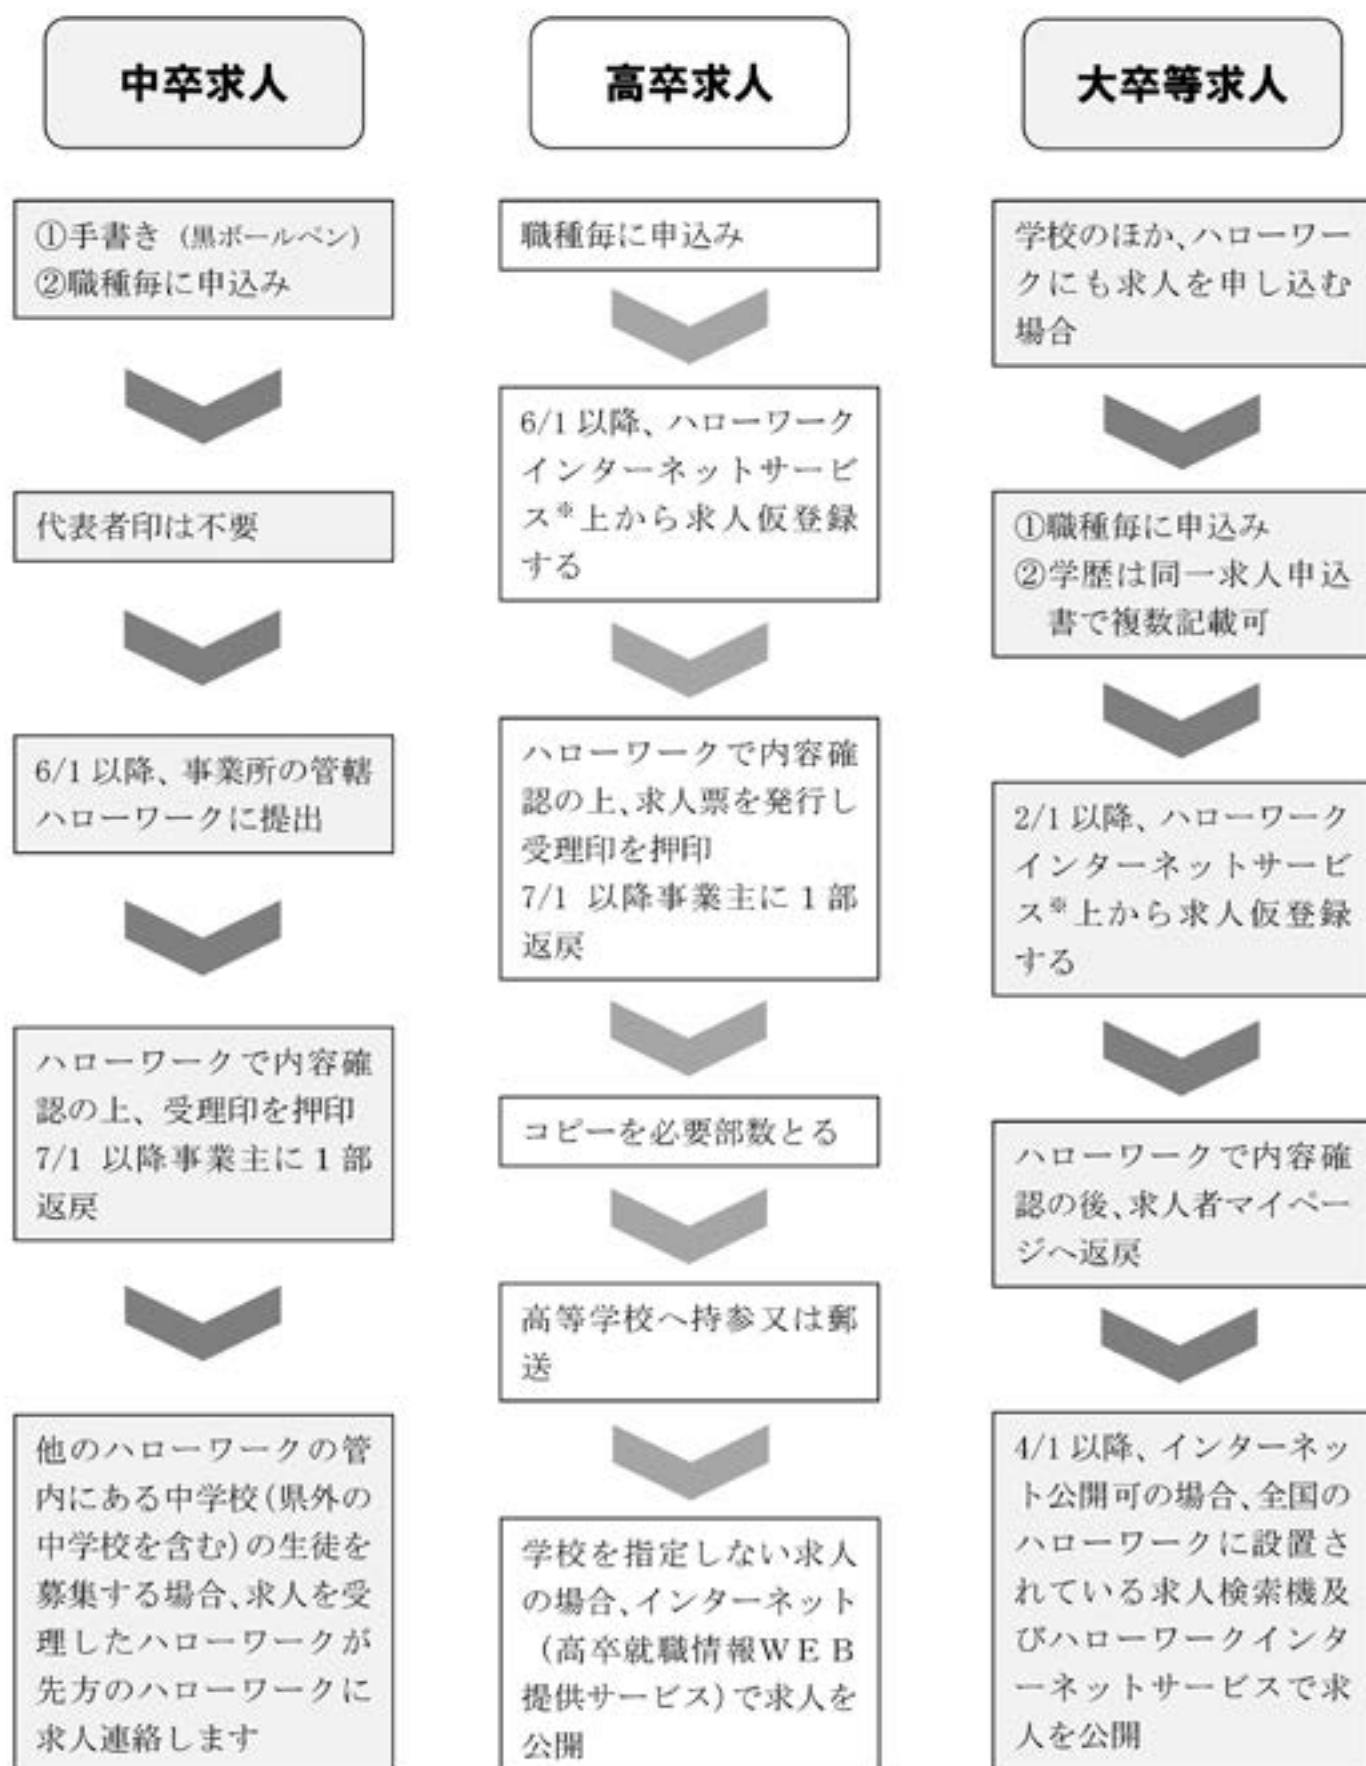 中卒求人
①手書き（黒ボールペン）
②職種毎に申込み
代表者印は不要
6/1 以降、事業所の管轄
ハローワークに提出
ハローワークで内容確
認の上、受理印を押印
7/1 以降事業主に 1 部
返戻
他のハローワークの管
内にある中学校(県外の
中学校を含む)の生徒を
募集する場合、求人を受
理したハローワークが
先方のハローワークに
求人連絡します
高卒求人
職種毎に申込み
6/1 以降、ハローワーク
インターネットサービ
ス※上から求人仮登録
する
ハローワークで内容確
認の上、求人票を発行し
受理印を押印
7/1 以降事業主に 1 部
返戻
コピーを必要部数とる
高等学校へ持参又は郵
送
学校を指定しない求人
の場合、インターネット
（高卒就職情報ＷＥＢ
提供サービス）で求人を
公開
大卒等求人
学校のほか、ハローワー
クにも求人を申し込む
場合
①職種毎に申込み
②学歴は同一求人申込
書で複数記載可
2/1 以降、ハローワーク
インターネットサービ
ス※上から求人仮登録
する
ハローワークで内容確
認の後、求人者マイペー
ジへ返戻
4/1 以降、インターネッ
ト公開可の場合、全国の
ハローワークに設置さ
れている求人検索機及
びハローワークインタ
ーネットサービスで求
人を公開